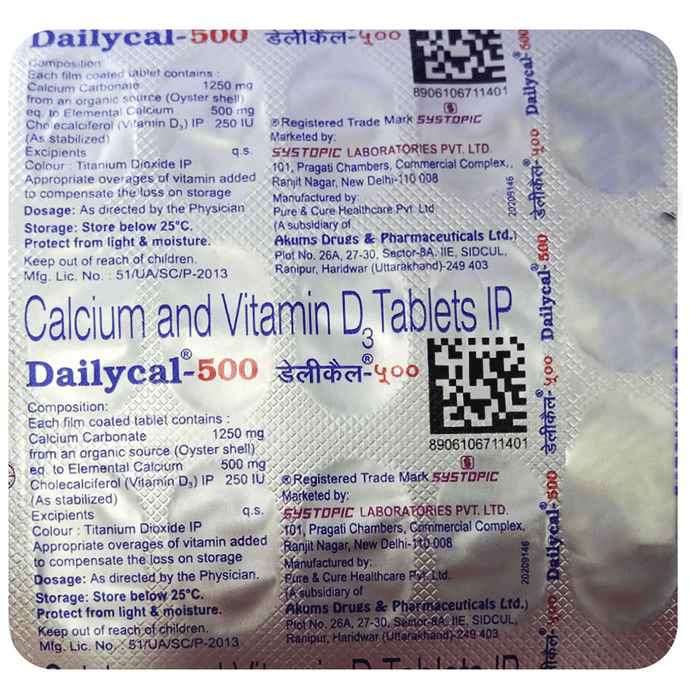 Dailycal-500 डेलीकैल-५००
Composition:
Each film coated tablet contains :
Calcium Carbonate 1250 mg
from an organic source (Oyster shell)
eq. to Elemental Calcium 500 mg
Cholecalciferol (Vitamin D3) IP 250 IU
(As stabilized)
Excipients q.s.
Colour : Titanium Dioxide IP
Appropriate overages of vitamin added
to compensate the loss on storage
Dosage: As directed by the Physician
Storage: Store below 25°C.
Protect from light & moisture.
Keep out of reach of children.
Mfg. Lic. No. : 51/UA/SC/P-2013
8906106711401
®Registered Trade Mark SYSTOPIC
Marketed by:
SYSTOPIC LABORATORIES PVT. LTD.
101, Pragati Chambers, Commercial Complex,
Ranjit Nagar, New Delhi-110 008
Manufactured by:
Pure & Cure Healthcare Pvt. Ltd
(A subsidiary of
Akums Drugs & Pharmaceuticals Ltd.)
Plot No. 26A, 27-30, Sector-8A, IIE, SIDCUL,
Ranipur, Haridwar (Uttarakhand)-249 403
20209146
Calcium and Vitamin D3 Tablets IP
Dailycal®-500 डेलीकैल®-५००
Composition:
Each film coated tablet contains :
Calcium Carbonate 1250 mg
from an organic source (Oyster shell)
eq. to Elemental Calcium 500 mg
Cholecalciferol (Vitamin D3) IP 250 IU
(As stabilized)
Excipients q.s.
Colour : Titanium Dioxide IP
Appropriate overages of vitamin added
to compensate the loss on storage
Dosage: As directed by the Physician.
Storage: Store below 25°C.
Protect from light & moisture.
Keep out of reach of children.
Mfg. Lic. No. : 51/UA/SC/P-2013
8906106711401
®Registered Trade Mark SYSTOPIC
Marketed by:
SYSTOPIC LABORATORIES PVT. LTD.
101, Pragati Chambers, Commercial Complex,
Ranjit Nagar, New Delhi-110 008
Manufactured by:
Pure & Cure Healthcare Pvt. Ltd.
(A subsidiary of
Akums Drugs & Pharmaceuticals Ltd.)
Plot No. 26A, 27-30, Sector-8A, IIE, SIDCUL,
Ranipur, Haridwar (Uttarakhand)-249 403
20209146
Calcium and Vitamin D Tablets IP
Dailycal®-500 डेलीकैल®-५०० Dailycal®-500 डेलीकैल®-५०० Dailycal®-500